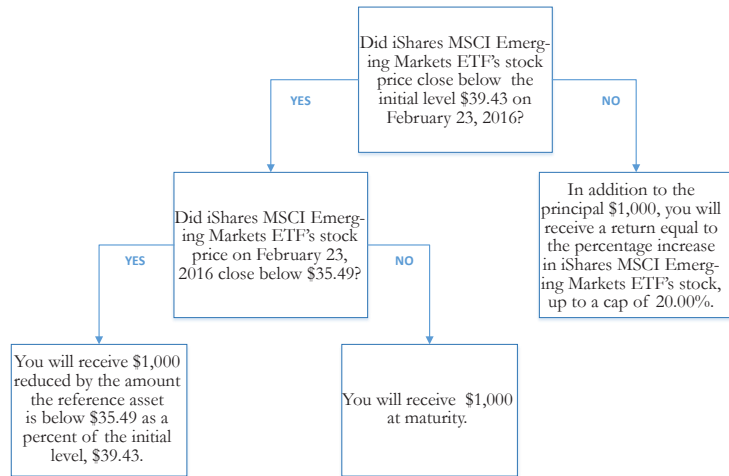 Did iShares MSCI Emerg-
ing Markets ETF's stock
price close below the
initial level $39.43 on
February 23, 2016?
YES
NO
Did iShares MSCI Emerg-
ing Markets ETF's stock
price on February 23,
2016 close below $35.49?
In addition to the
principal $1,000, you will
receive a return equal to
the percentage increase
in iShares MSCI Emerg-
ing Markets ETF's stock,
up to a cap of 20.00%.
YES
NO
You will receive $1,000
reduced by the amount
the reference asset
is below $35.49 as a
percent of the initial
level, $39.43.
You will receive $1,000
at maturity.